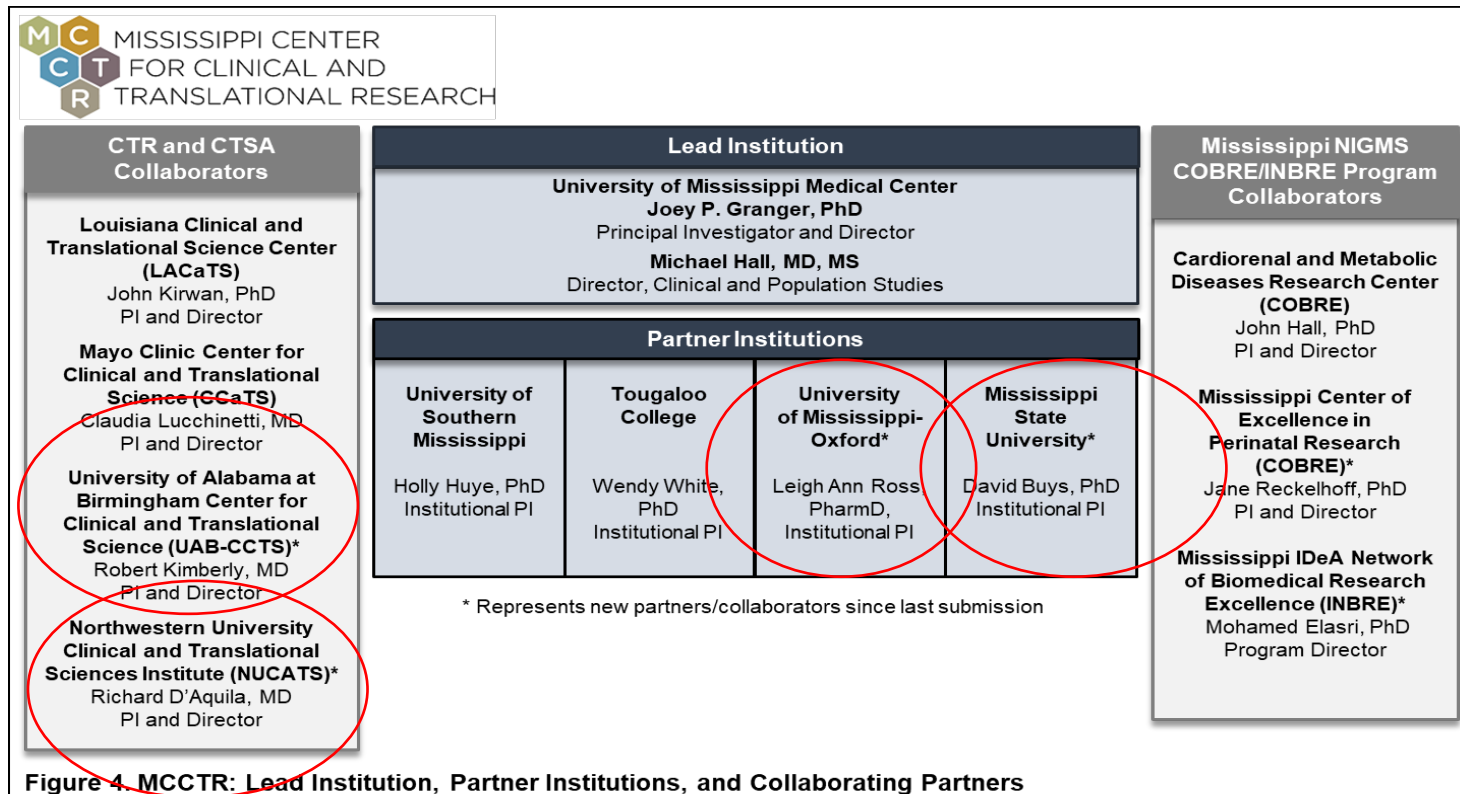 M C
C T
R
MISSISSIPPI CENTER
FOR CLINICAL AND
TRANSLATIONAL RESEARCH
CTR and CTSA
Collaborators
Louisiana Clinical and
Translational Science Center
(LACaTS)
John Kirwan, PhD
PI and Director
Mayo Clinic Center for
Clinical and Translational
Science (CCaTS)
Claudia Lucchinetti, MD
PI and Director
University of Alabama at
Birmingham Center for
Clinical and Translational
Science (UAB-CCTS)*
Robert Kimberly, MD
PI and Director
Northwestern University
Clinical and Translational
Sciences Institute (NUCATS)*
Richard D’Aquila, MD
PI and Director
Lead Institution
University of Mississippi Medical Center
Joey P. Granger, PhD
Principal Investigator and Director
Michael Hall, MD, MS
Director, Clinical and Population Studies
Partner Institutions
University of
Southern
Mississippi
Holly Huye, PhD
Institutional PI
Tougaloo
College
Wendy White,
PhD
Institutional PI
University
of Mississippi-
Oxford*
Leigh Ann Ross,
PharmD,
Institutional PI
Mississippi
State
University*
David Buys, PhD
Institutional PI
* Represents new partners/collaborators since last submission
Mississippi NIGMS
COBRE/INBRE Program
Collaborators
Cardiorenal and Metabolic
Diseases Research Center
(COBRE)
John Hall, PhD
PI and Director
Mississippi Center of
Excellence in
Perinatal Research
(COBRE)*
Jane Reckelhoff, PhD
PI and Director
Mississippi IDeA Network
of Biomedical Research
Excellence (INBRE)*
Mohamed Elasri, PhD
Program Director
Figure 4. MCCTR: Lead Institution, Partner Institutions, and Collaborating Partners